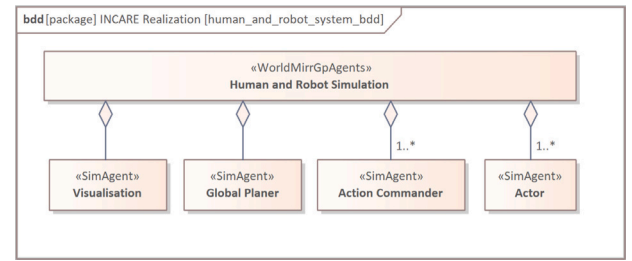 bdd [package] INCARE Realization [human_and_robot_system_bdd]
«WorldMirrGpAgents»
Human and Robot Simulation
1..*
1..*
«SimAgent»
Visualisation
«SimAgent»
Global Planer
«SimAgent»
Action Commander
«SimAgent»
Actor